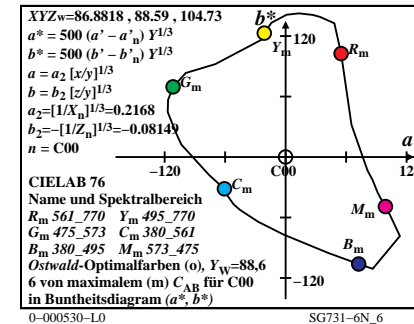 XYZw=86.8818, 88.59, 104.73
a* = 500 (a' - a'n) Y^1/3
b* = 500 (b' - b'n) Y^1/3
a = a2 [x/y]^1/3
b = b2 [z/y]^1/3
a2=[1/Xn]^1/3=0.2168
b2=-[1/Zn]^1/3=-0.08149
n = C00
CIELAB 76
Name und Spektralbereich
Rm 561_770 Ym 495_770
Gm 475_573 Cm 380_561
Bm 380_495 Mm 573_475
Ostwald-Optimalfarben (o), YW=88,6
6 von maximalem (m) CAB für C00
in Buntheitsdiagram (a*, b*)
b*
120
Ym
Rm
Gm
a
−120
C00
12
Cm
Mm
Bm
−120
0-000530-L0
SG731-6N_6